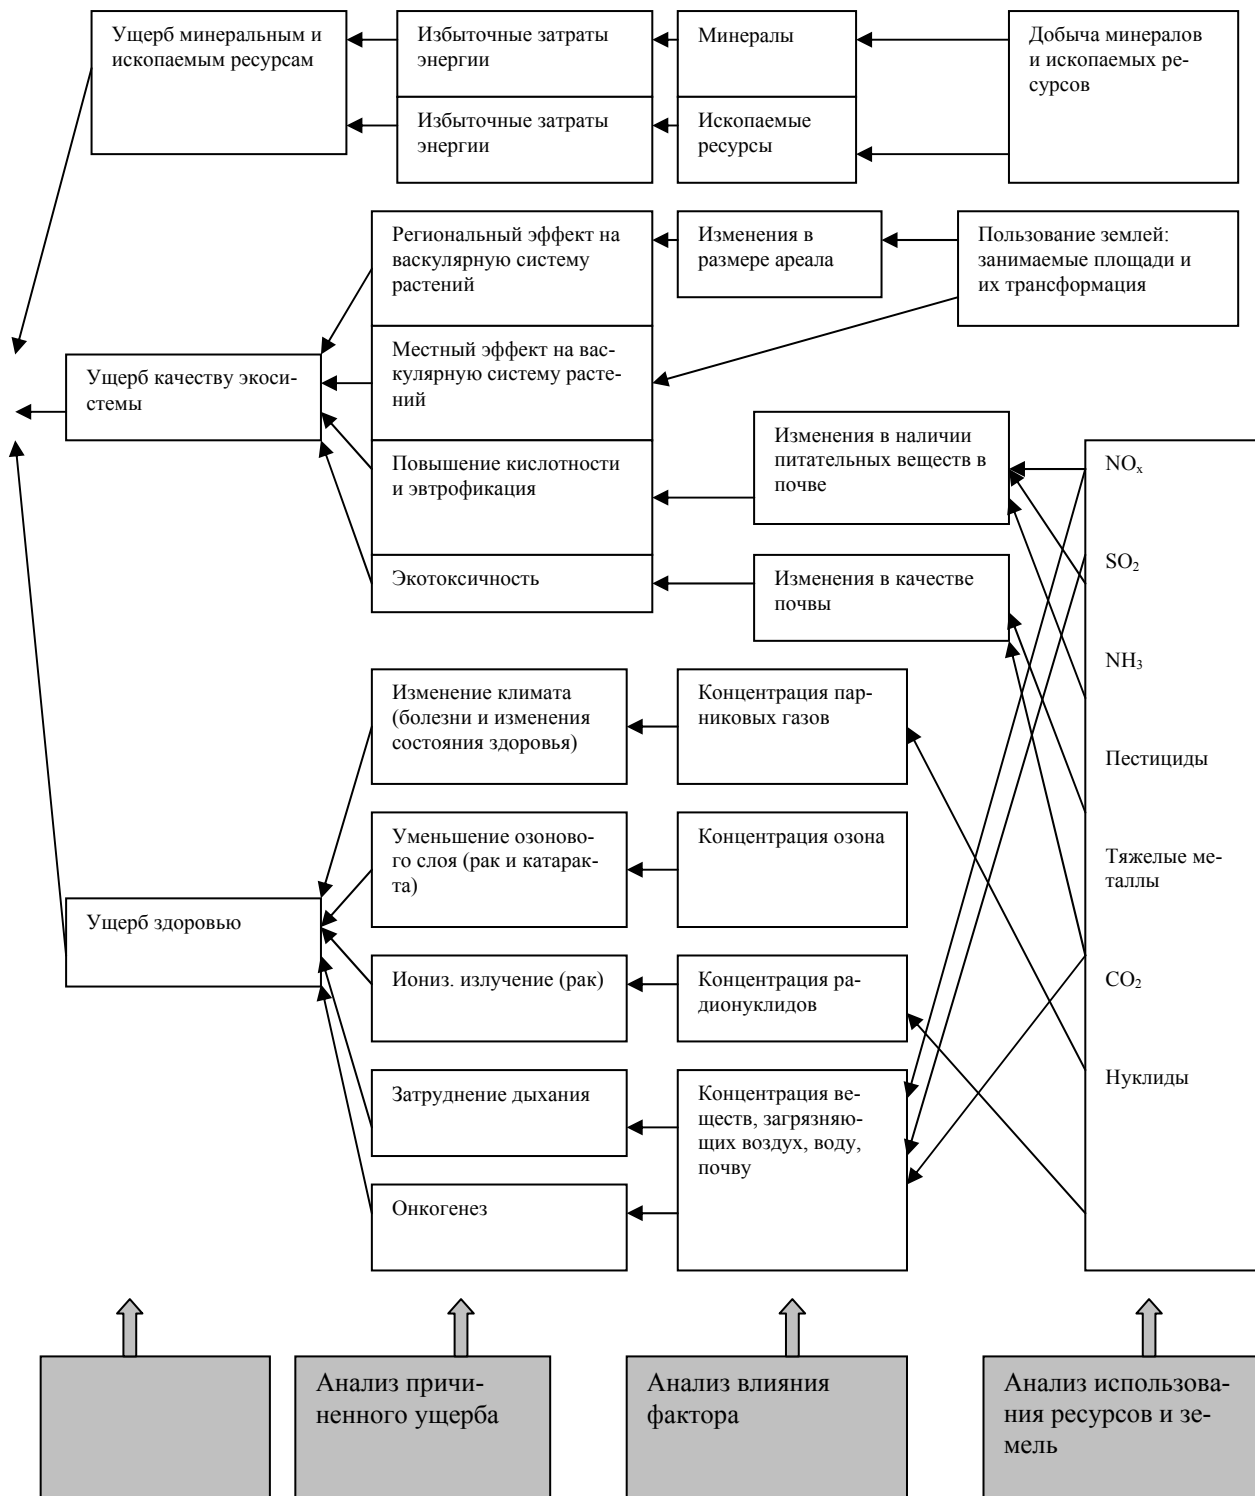 Ущерб минеральным и
ископаемым ресурсам
Избыточные затраты
энергии
Минералы
Добыча минералов
и ископаемых ре-
сурсов
Избыточные затраты
энергии
Ископаемые
ресурсы
Региональный эффект на
васкулярную систему
растений
Изменения в
размере ареала
Пользование землей:
занимаемые площади и
их трансформация
Ущерб качеству экоси-
стемы
Местный эффект на вас-
кулярную систему расте-
ний
Повышение кислотности
и эвтрофикация
Изменения в наличии
питательных веществ в
почве
Экотоксичность
Изменения в качестве
почвы
NOₓ
SO₂
NH₃
Пестициды
Тяжелые ме-
таллы
CO₂
Нуклиды
Изменение климата
(болезни и изменения
состояния здоровья)
Концентрация пар-
никовых газов
Уменьшение озоново-
го слоя (рак и катарак-
та)
Концентрация озона
Ущерб здоровью
Иониз. излучение (рак)
Концентрация ра-
дионуклидов
Затруднение дыхания
Концентрация ве-
ществ, загрязняю-
щих воздух, воду,
почву
Онкогенез
Анализ причи-
ненного ущерба
Анализ влияния
фактора
Анализ использова-
ния ресурсов и зе-
мель